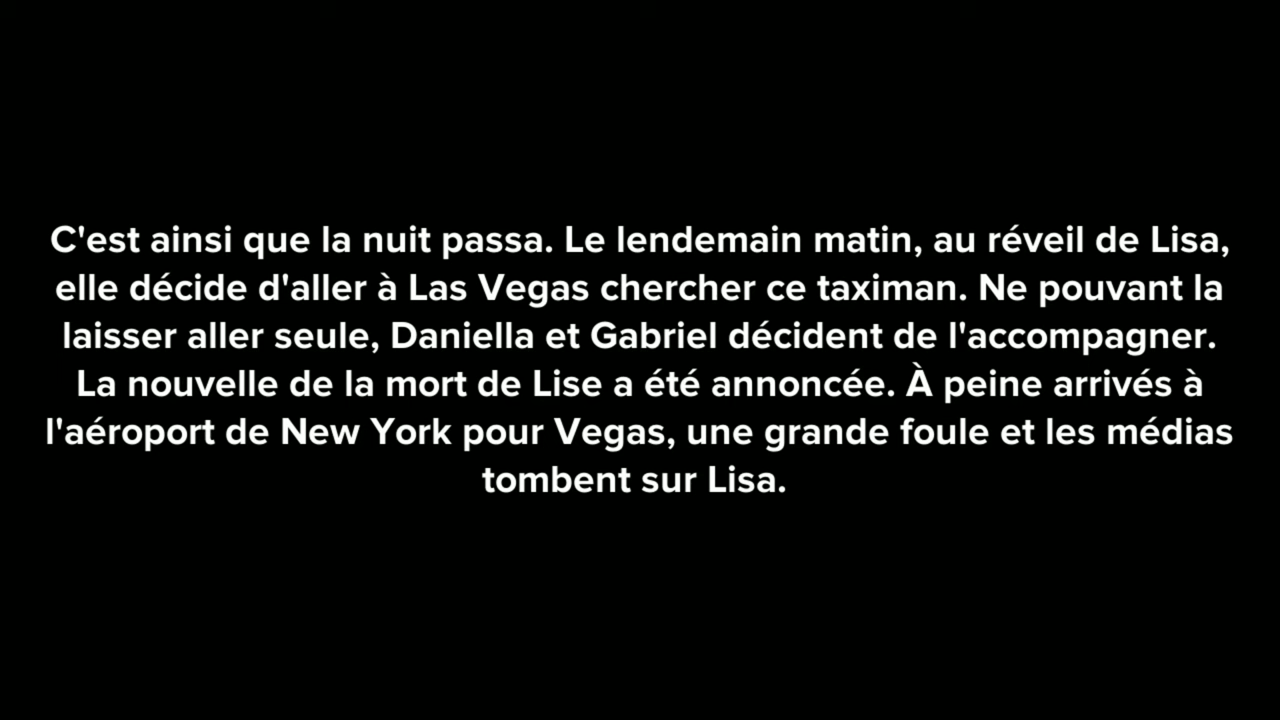 C'est ainsi que la nuit passa. Le lendemain matin, au réveil de Lisa,
elle décide d'aller à Las Vegas chercher ce taximan. Ne pouvant la
laisser aller seule, Daniella et Gabriel décident de l'accompagner.
La nouvelle de la mort de Lise a été annoncée. À peine arrivés à
l'aéroport de New York pour Vegas, une grande foule et les médias
tombent sur Lisa.